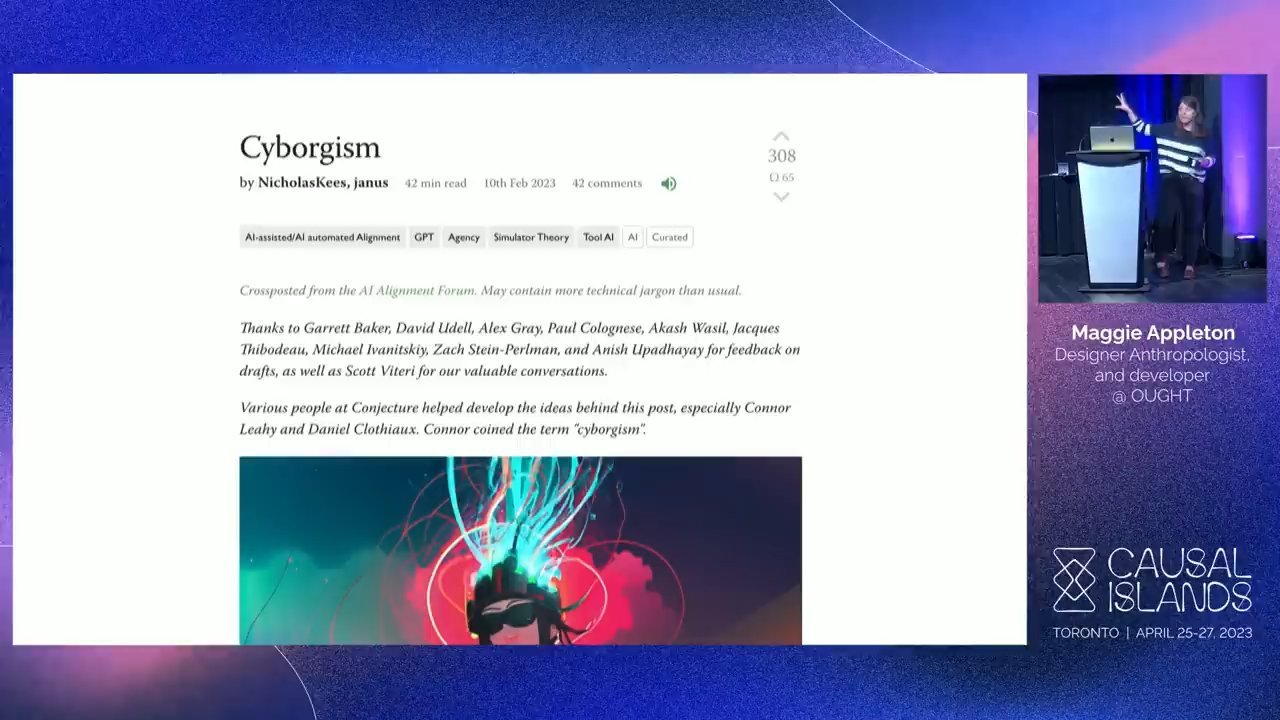 Cyborgism
by NicholasKees, janus 42 min read 10th Feb 2023 42 comments
308
65
AI-assisted/AI automated Alignment GPT Agency Simulator Theory Tool AI AI Curated
Crossposted from the AI Alignment Forum. May contain more technical jargon than usual.
Thanks to Garrett Baker, David Udell, Alex Gray, Paul Colognese, Akash Wasil, Jacques
Thibodeau, Michael Ivanitskiy, Zach Stein-Perlman, and Anish Upadhayay for feedback on
drafts, as well as Scott Viteri for our valuable conversations.
Various people at Conjecture helped develop the ideas behind this post, especially Connor
Leahy and Daniel Clothiaux. Connor coined the term "cyborgism".
Maggie Appleton
Designer Anthropologist,
and developer
@ OUGHT
CAUSAL
ISLANDS
TORONTO | APRIL 25-27, 2023